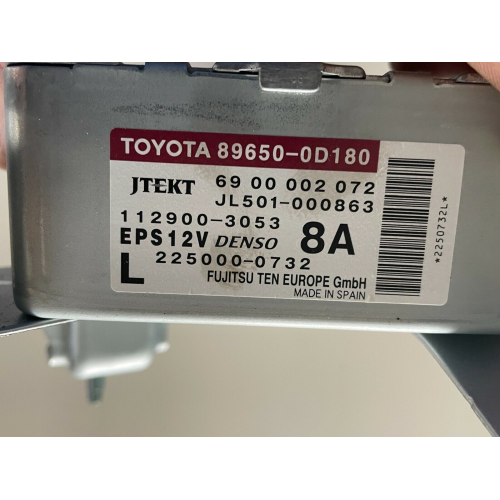 TOYOTA 89650-0D180
JTEKT 69 00 002 072
JL501-000863
112900-3053
EPS12V DENSO 8A
L 225000-0732
FUJITSU TEN EUROPE GmbH
MADE IN SPAIN
*2250732L*